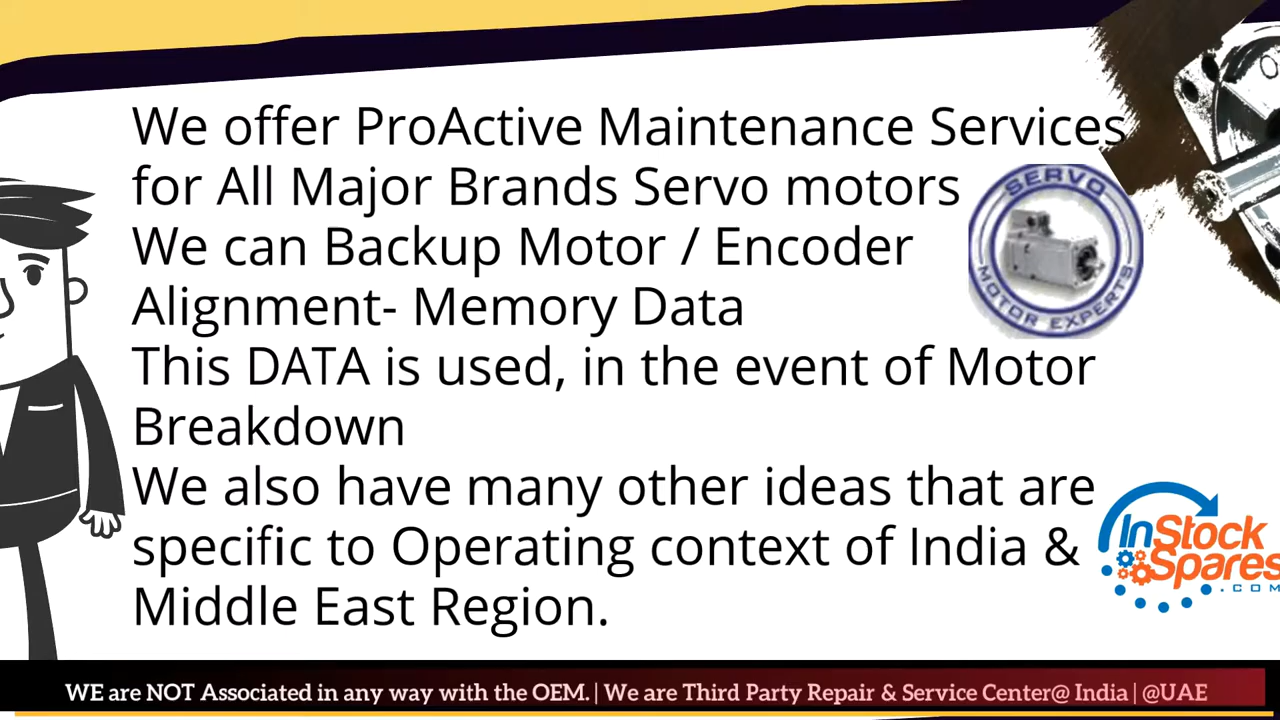 We offer ProActive Maintenance Services
for All Major Brands Servo motors
SERVO
MOTOR EXPERTS
We can Backup Motor / Encoder
Alignment- Memory Data
This DATA is used, in the event of Motor
Breakdown
We also have many other ideas that are
specific to Operating context of India &
Middle East Region.
InStock
Spares
.COM
WE are NOT Associated in any way with the OEM. | We are Third Party Repair & Service Center@ India | @UAE